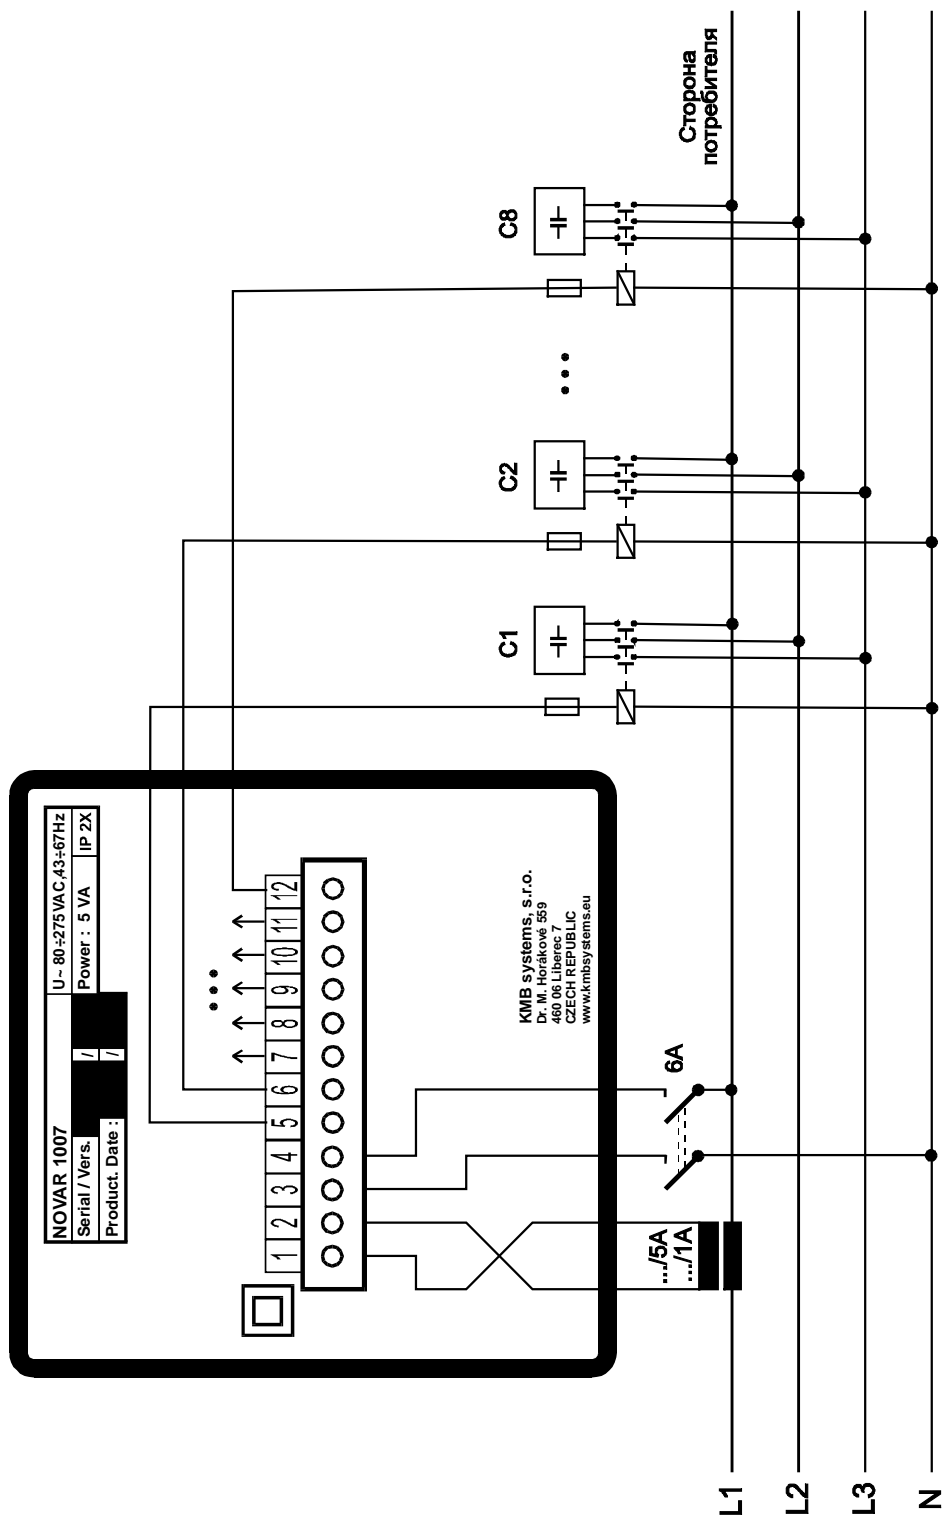 NOVAR 1007
U~ 80÷275VAC,43÷67Hz
Serial / Vers. /
Power : 5 VA
IP 2X
Product. Date : /
1 2 3 4 5 6 7 8 9 10 11 12
KMB systems, s.r.o.
Dr. M. Horákové 559
460 06 Liberec 7
CZECH REPUBLIC
www.kmbsystems.eu
C1
C2
C8
.../5A
.../1A
6A
Сторона
потребителя
L1
L2
L3
N